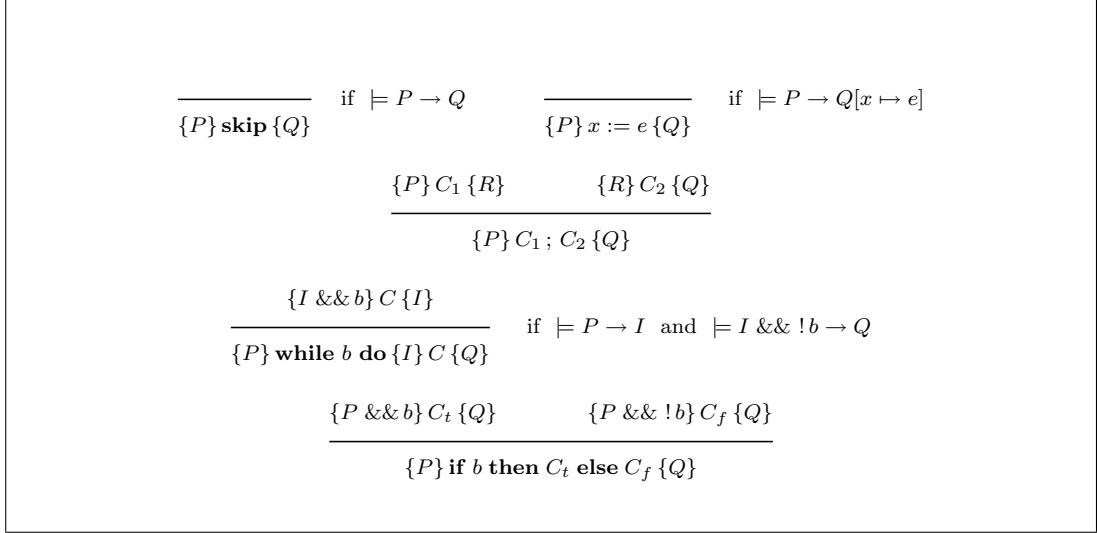 if ⊨ P → Q if ⊨ P → Q[x ↦ e]
{P} skip {Q} {P} x := e {Q}
{P} C₁ {R} {R} C₂ {Q}
{P} C₁ ; C₂ {Q}
{I && b} C {I}
if ⊨ P → I and ⊨ I && ! b → Q
{P} while b do {I} C {Q}
{P && b} Cₜ {Q} {P && ! b} C_f {Q}
{P} if b then Cₜ else C_f {Q}